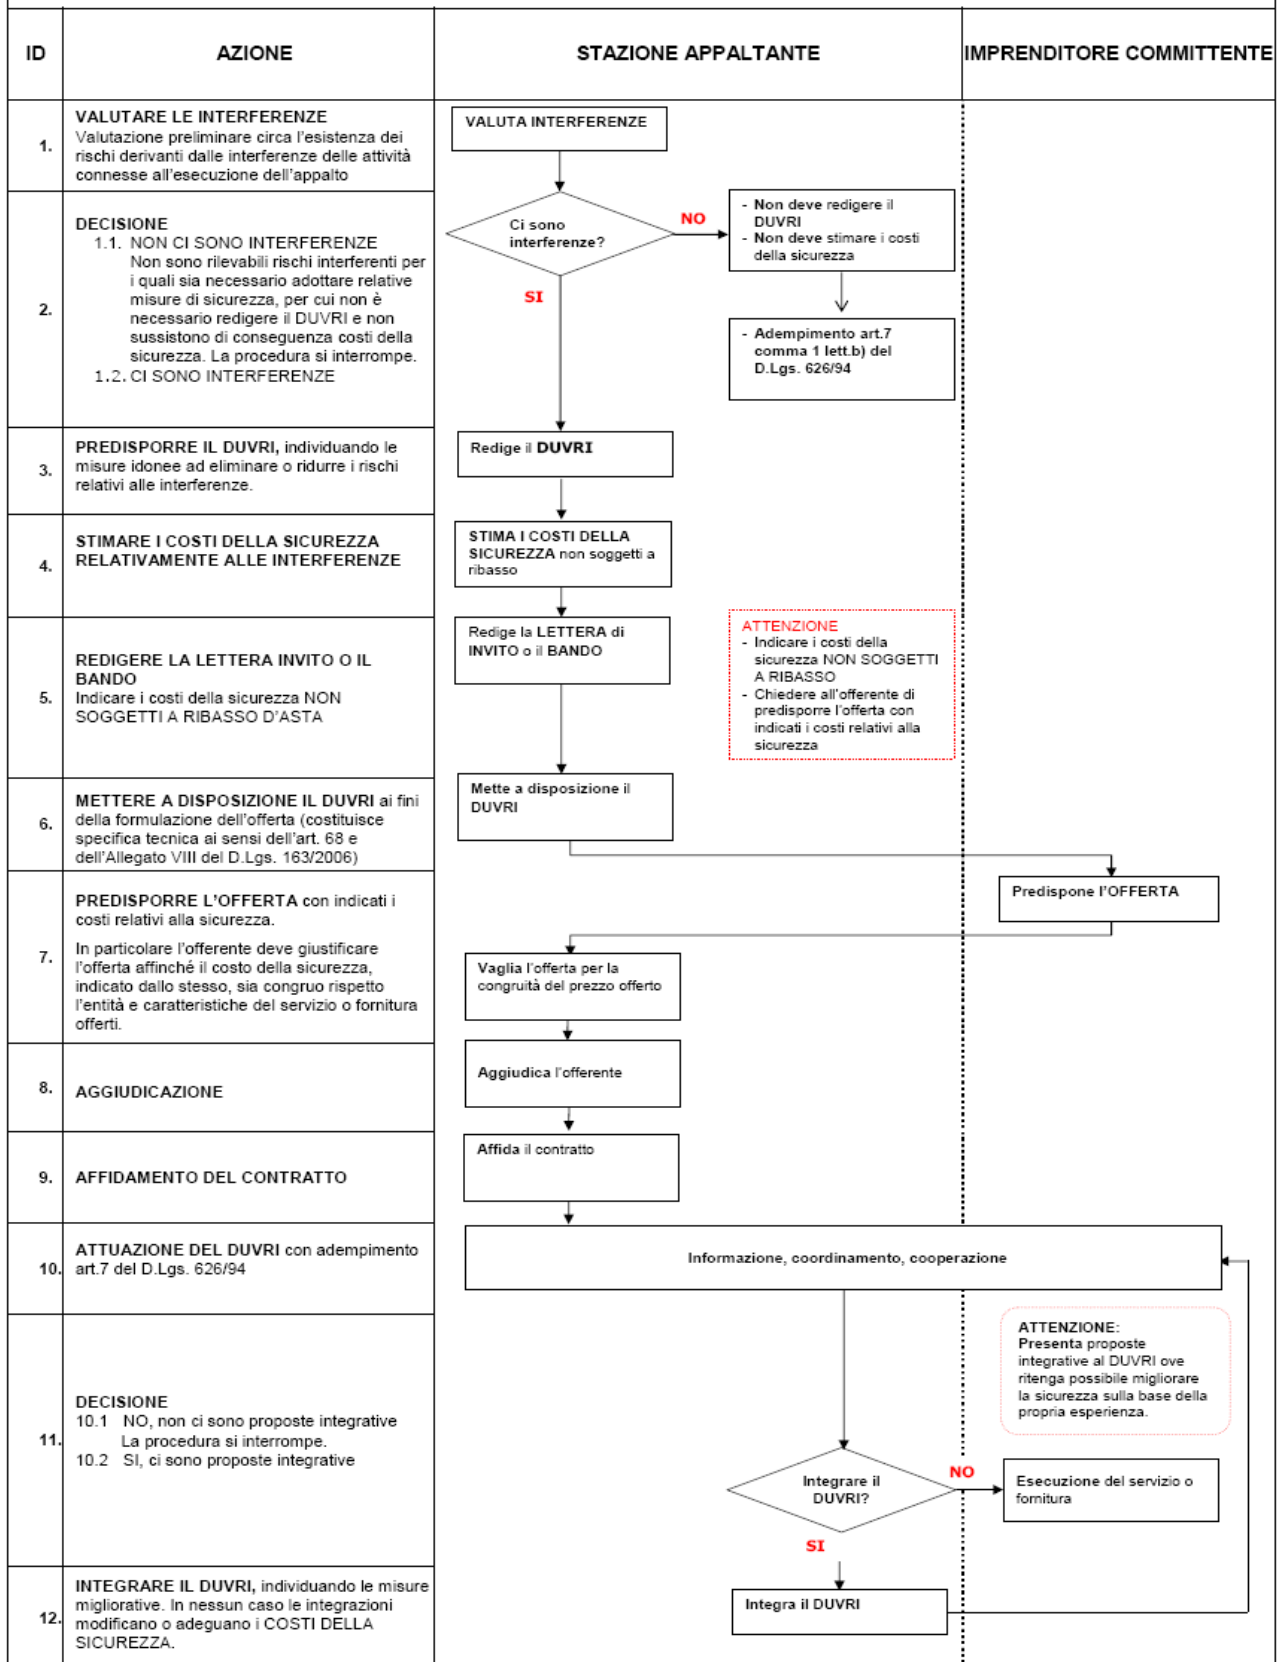 ID
AZIONE
STAZIONE APPALTANTE
IMPRENDITORE COMMITTENTE
1.
VALUTARE LE INTERFERENZE
Valutazione preliminare circa l'esistenza dei
rischi derivanti dalle interferenze delle attività
connesse all'esecuzione dell'appalto
VALUTA INTERFERENZE
2.
DECISIONE
1.1. NON CI SONO INTERFERENZE
Non sono rilevabili rischi interferenti per
i quali sia necessario adottare relative
misure di sicurezza, per cui non è
necessario redigere il DUVRI e non
sussistono di conseguenza costi della
sicurezza. La procedura si interrompe.
1.2. CI SONO INTERFERENZE
Ci sono
interferenze?
NO
SI
- Non deve redigere il
DUVRI
- Non deve stimare i costi
della sicurezza
- Adempimento art.7
comma 1 lett.b) del
D.Lgs. 626/94
3.
PREDISPORRE IL DUVRI, individuando le
misure idonee ad eliminare o ridurre i rischi
relativi alle interferenze.
Redige il DUVRI
4.
STIMARE I COSTI DELLA SICUREZZA
RELATIVAMENTE ALLE INTERFERENZE
STIMA I COSTI DELLA
SICUREZZA non soggetti a
ribasso
5.
REDIGERE LA LETTERA INVITO O IL
BANDO
Indicare i costi della sicurezza NON
SOGGETTI A RIBASSO D'ASTA
Redige la LETTERA di
INVITO o il BANDO
ATTENZIONE
- Indicare i costi della
sicurezza NON SOGGETTI
A RIBASSO
- Chiedere all'offerente di
predisporre l'offerta con
indicati i costi relativi alla
sicurezza
6.
METTERE A DISPOSIZIONE IL DUVRI ai fini
della formulazione dell'offerta (costituisce
specifica tecnica ai sensi dell'art. 68 e
dell'Allegato VIII del D.Lgs. 163/2006)
Mette a disposizione il
DUVRI
7.
PREDISPORRE L'OFFERTA con indicati i
costi relativi alla sicurezza.
In particolare l'offerente deve giustificare
l'offerta affinché il costo della sicurezza,
indicato dallo stesso, sia congruo rispetto
l'entità e caratteristiche del servizio o fornitura
offerti.
Predispone l'OFFERTA
Vaglia l'offerta per la
congruità del prezzo offerto
8.
AGGIUDICAZIONE
Aggiudica l'offerente
9.
AFFIDAMENTO DEL CONTRATTO
Affida il contratto
10.
ATTUAZIONE DEL DUVRI con adempimento
art.7 del D.Lgs. 626/94
Informazione, coordinamento, cooperazione
11.
DECISIONE
10.1 NO, non ci sono proposte integrative
La procedura si interrompe.
10.2 SI, ci sono proposte integrative
ATTENZIONE:
Presenta proposte
integrative al DUVRI ove
ritenga possibile migliorare
la sicurezza sulla base della
propria esperienza.
Integrare il
DUVRI?
NO
SI
Esecuzione del servizio o
fornitura
12.
INTEGRARE IL DUVRI, individuando le misure
migliorative. In nessun caso le integrazioni
modificano o adeguano i COSTI DELLA
SICUREZZA.
Integra il DUVRI